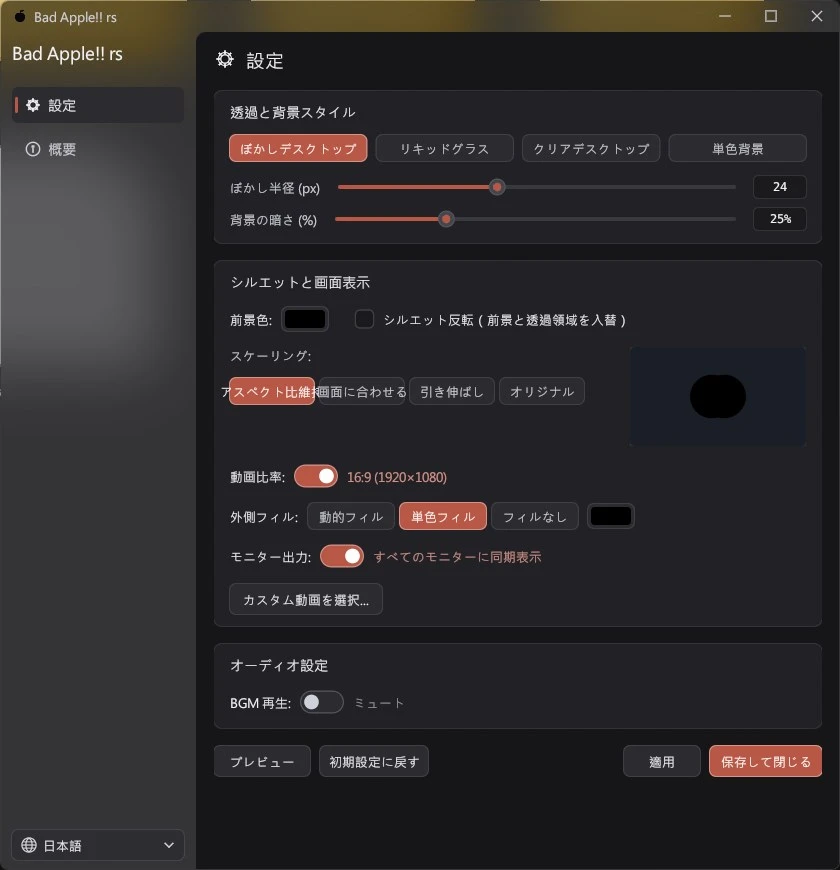 Bad Apple!! rs
Bad Apple!! rs
設定
概要
日本語
設定
透過と背景スタイル
ぼかしデスクトップ リキッドグラス クリアデスクトップ 単色背景
ぼかし半径 (px) 24
背景の暗さ (%) 25%
シルエットと画面表示
前景色: シルエット反転 ( 前景と透過領域を入替 )
スケーリング:
アスペクト比維持 画面に合わせる 引き伸ばし オリジナル
動画比率: 16:9 (1920×1080)
外側フィル: 動的フィル 単色フィル フィルなし
モニター出力: すべてのモニターに同期表示
カスタム動画を選択...
オーディオ設定
BGM 再生: ミュート
プレビュー 初期設定に戻す 適用 保存して閉じる